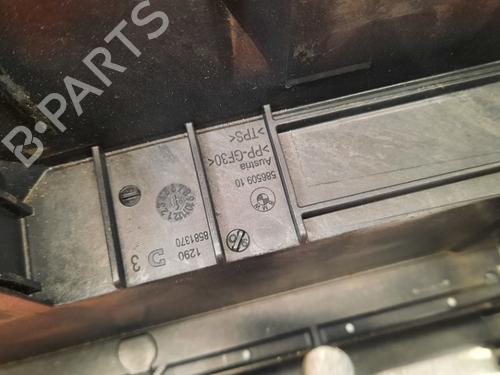 B-PARTS
586509 10
Austria
>PP-GF30<
>TPS<
1290
8581370
3